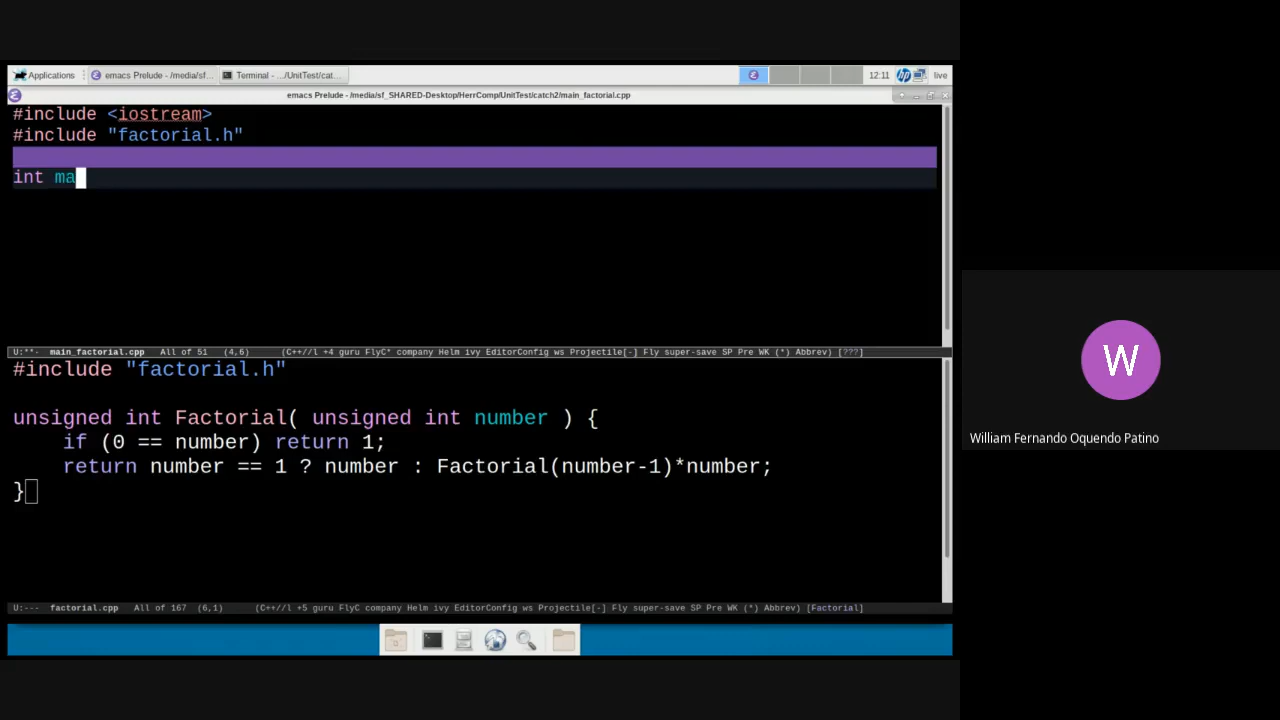 Applications
emacs Prelude - /media/sf...
Terminal - .../UnitTest/cat...
12:11
hp
live
emacs Prelude - /media/sf_SHARED-Desktop/HerrComp/UnitTest/catch2/main_factorial.cpp
#include <iostream>
#include "factorial.h"
int ma
U:**- main_factorial.cpp All of 51 (4,6) (C++//l +4 guru FlyC* company Helm ivy EditorConfig ws Projectile[-] Fly super-save SP Pre WK (*) Abbrev) [???]
#include "factorial.h"
unsigned int Factorial( unsigned int number ) {
if (0 == number) return 1;
return number == 1 ? number : Factorial(number-1)*number;
}
U:--- factorial.cpp All of 167 (6,1) (C++//l +5 guru FlyC company Helm ivy EditorConfig ws Projectile[-] Fly super-save SP Pre WK (*) Abbrev) [Factorial]
W
William Fernando Oquendo Patino